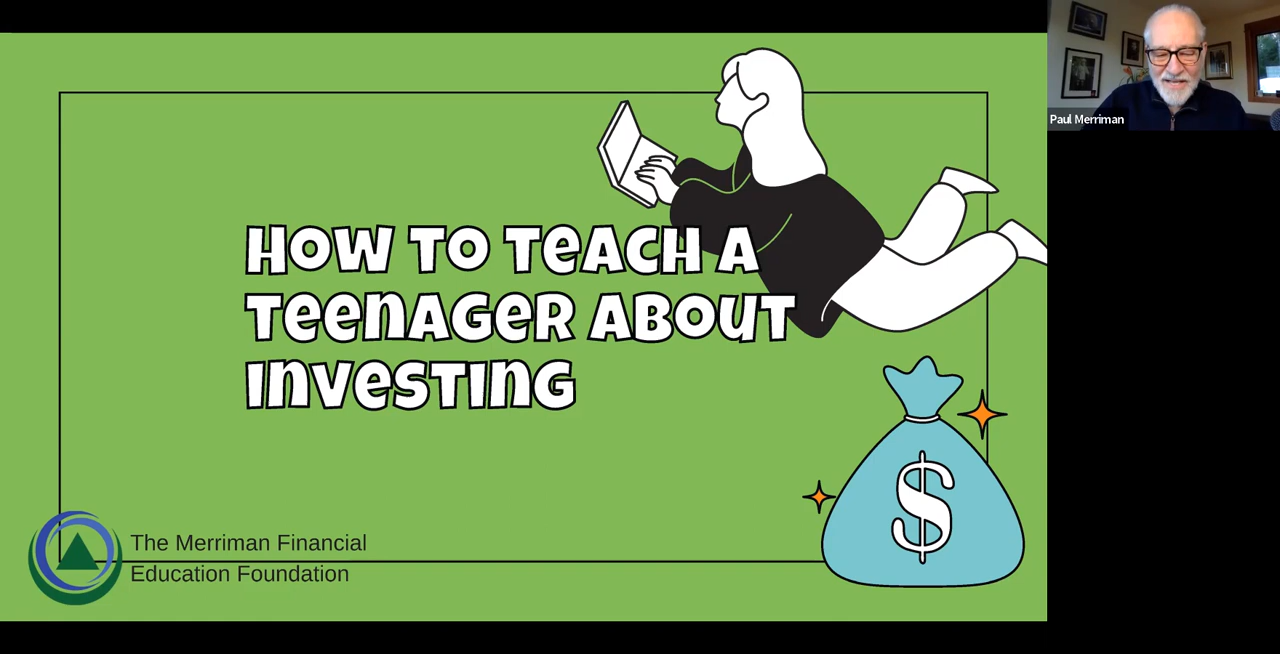 HOW TO TEACH A
TEENAGER ABOUT
INVESTING
$
The Merriman Financial
Education Foundation
Paul Merriman